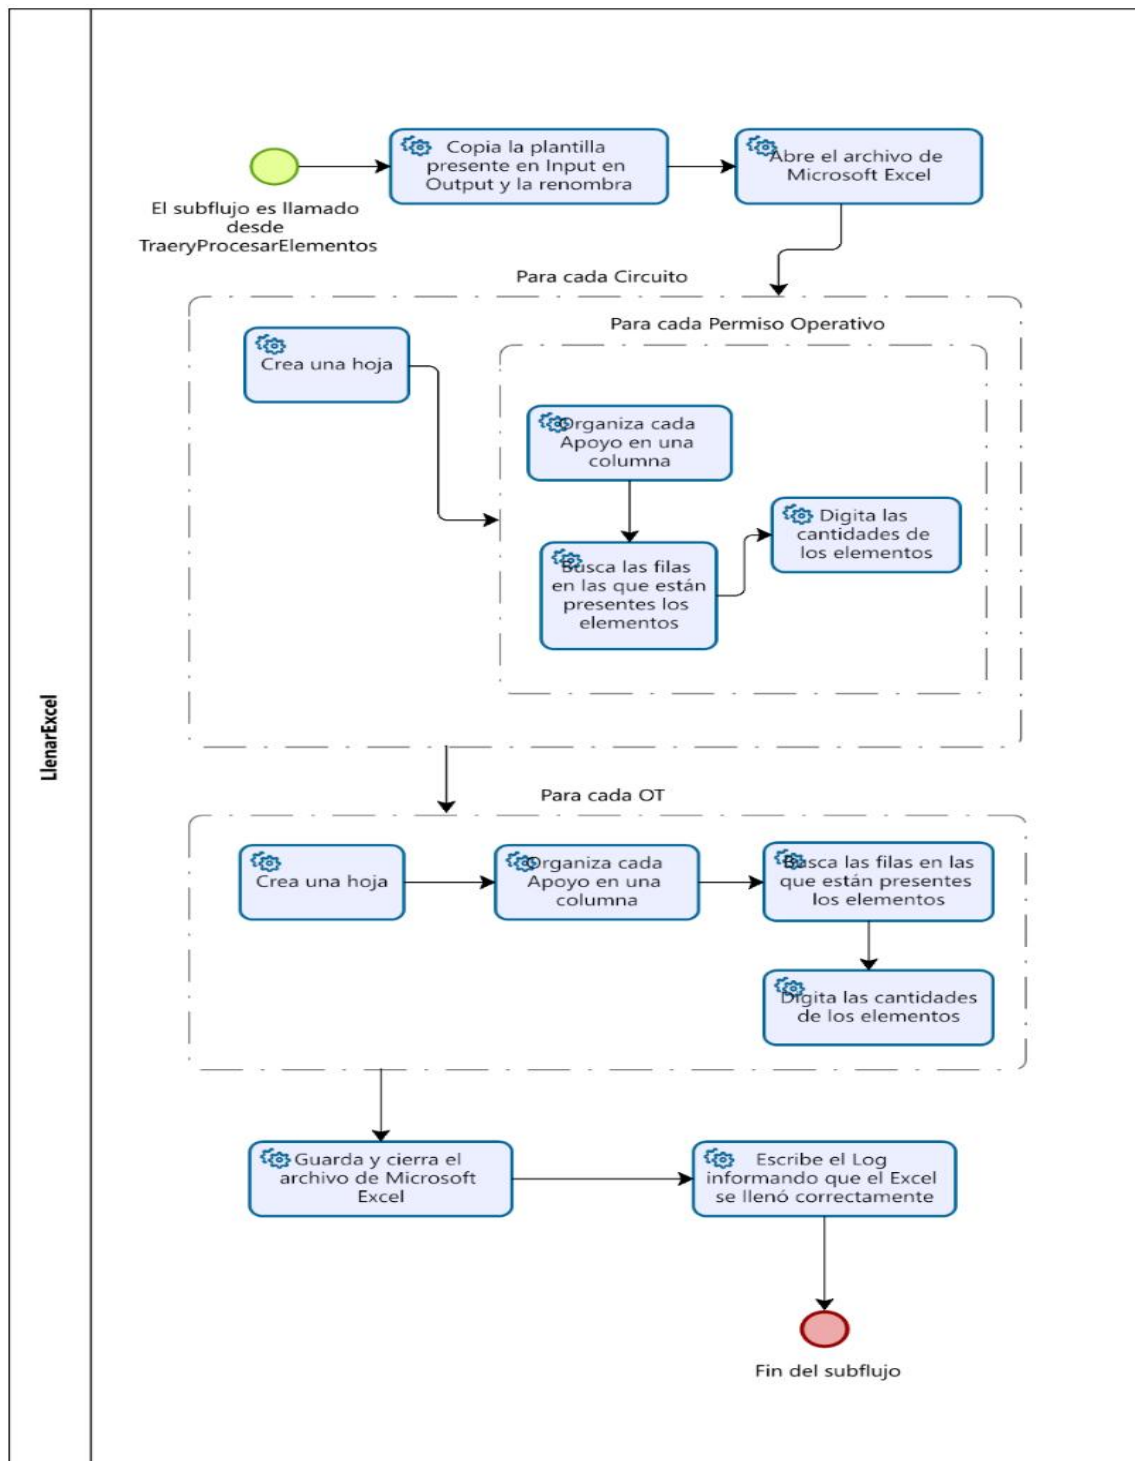 LlenarExcel
Copia la plantilla
presente en Input en
Output y la renombra
Abre el archivo de
Microsoft Excel
El subflujo es llamado
desde
TraeryProcesarElementos
Para cada Circuito
Para cada Permiso Operativo
Crea una hoja
Organiza cada
Apoyo en una
columna
Digita las
cantidades de
los elementos
Busca las filas
en las que están
presentes los
elementos
Para cada OT
Crea una hoja
Organiza cada
Apoyo en una
columna
Busca las filas en las
que están presentes
los elementos
Digita las cantidades
de los elementos
Guarda y cierra el
archivo de Microsoft
Excel
Escribe el Log
informando que el Excel
se llenó correctamente
Fin del subflujo